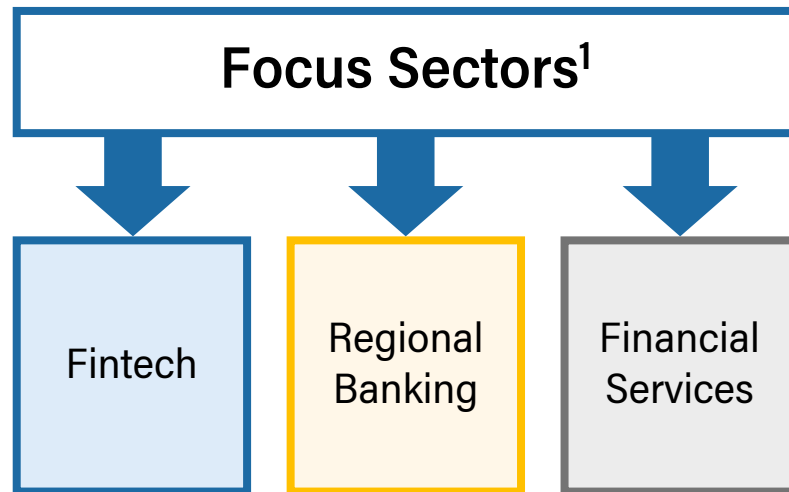 Focus Sectors¹
Fintech
Regional
Banking
Financial
Services